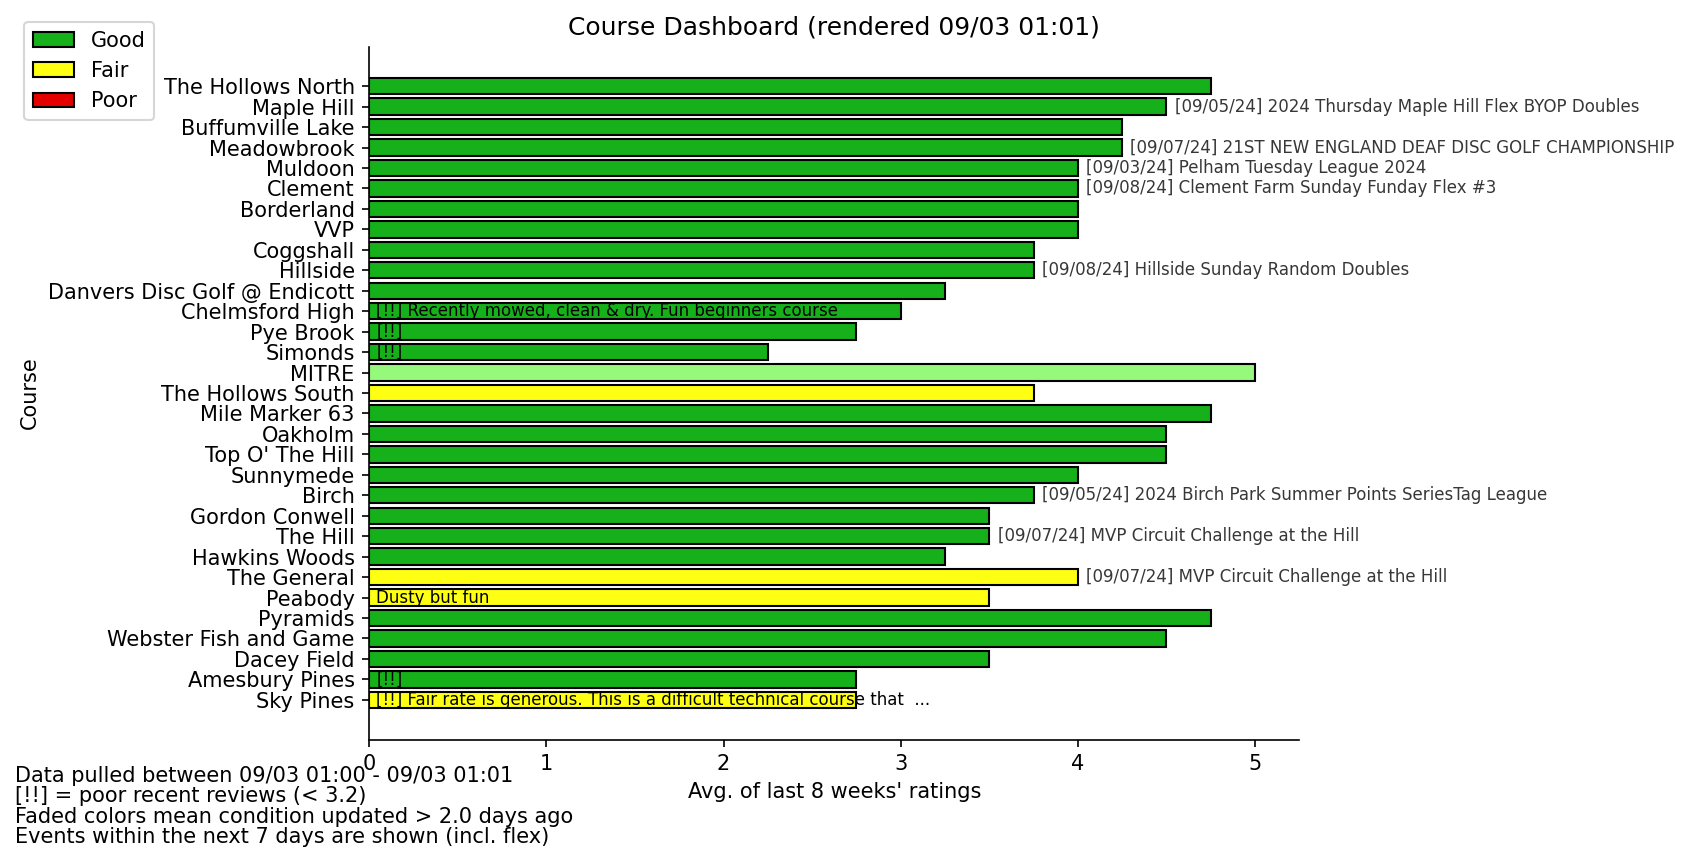 Course Dashboard (rendered 09/03 01:01)
Good
Fair
Poor
The Hollows North
Maple Hill [09/05/24] 2024 Thursday Maple Hill Flex BYOP Doubles
Buffumville Lake
Meadowbrook [09/07/24] 21ST NEW ENGLAND DEAF DISC GOLF CHAMPIONSHIP
Muldoon [09/03/24] Pelham Tuesday League 2024
Clement [09/08/24] Clement Farm Sunday Funday Flex #3
Borderland
VVP
Coggshall
Hillside [09/08/24] Hillside Sunday Random Doubles
Danvers Disc Golf @ Endicott
Chelmsford High [!!] Recently mowed, clean & dry. Fun beginners course
Pye Brook [!!]
Simonds [!!]
MITRE
The Hollows South
Mile Marker 63
Oakholm
Top O' The Hill
Sunnymede
Birch [09/05/24] 2024 Birch Park Summer Points SeriesTag League
Gordon Conwell
The Hill [09/07/24] MVP Circuit Challenge at the Hill
Hawkins Woods
The General [09/07/24] MVP Circuit Challenge at the Hill
Peabody Dusty but fun
Pyramids
Webster Fish and Game
Dacey Field
Amesbury Pines [!!]
Sky Pines [!!] Fair rate is generous. This is a difficult technical course that ...
Course
0 1 2 3 4 5
Avg. of last 8 weeks' ratings
Data pulled between 09/03 01:00 - 09/03 01:01
[!!] = poor recent reviews (< 3.2)
Faded colors mean condition updated > 2.0 days ago
Events within the next 7 days are shown (incl. flex)